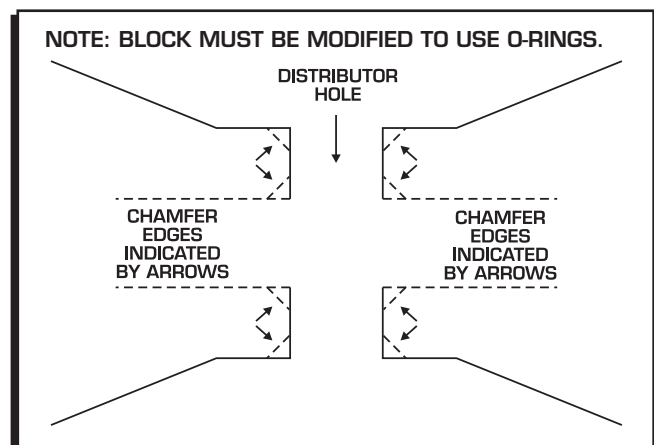 NOTE: BLOCK MUST BE MODIFIED TO USE O-RINGS.
DISTRIBUTOR
HOLE
CHAMFER
EDGES
INDICATED
BY ARROWS
CHAMFER
EDGES
INDICATED
BY ARROWS